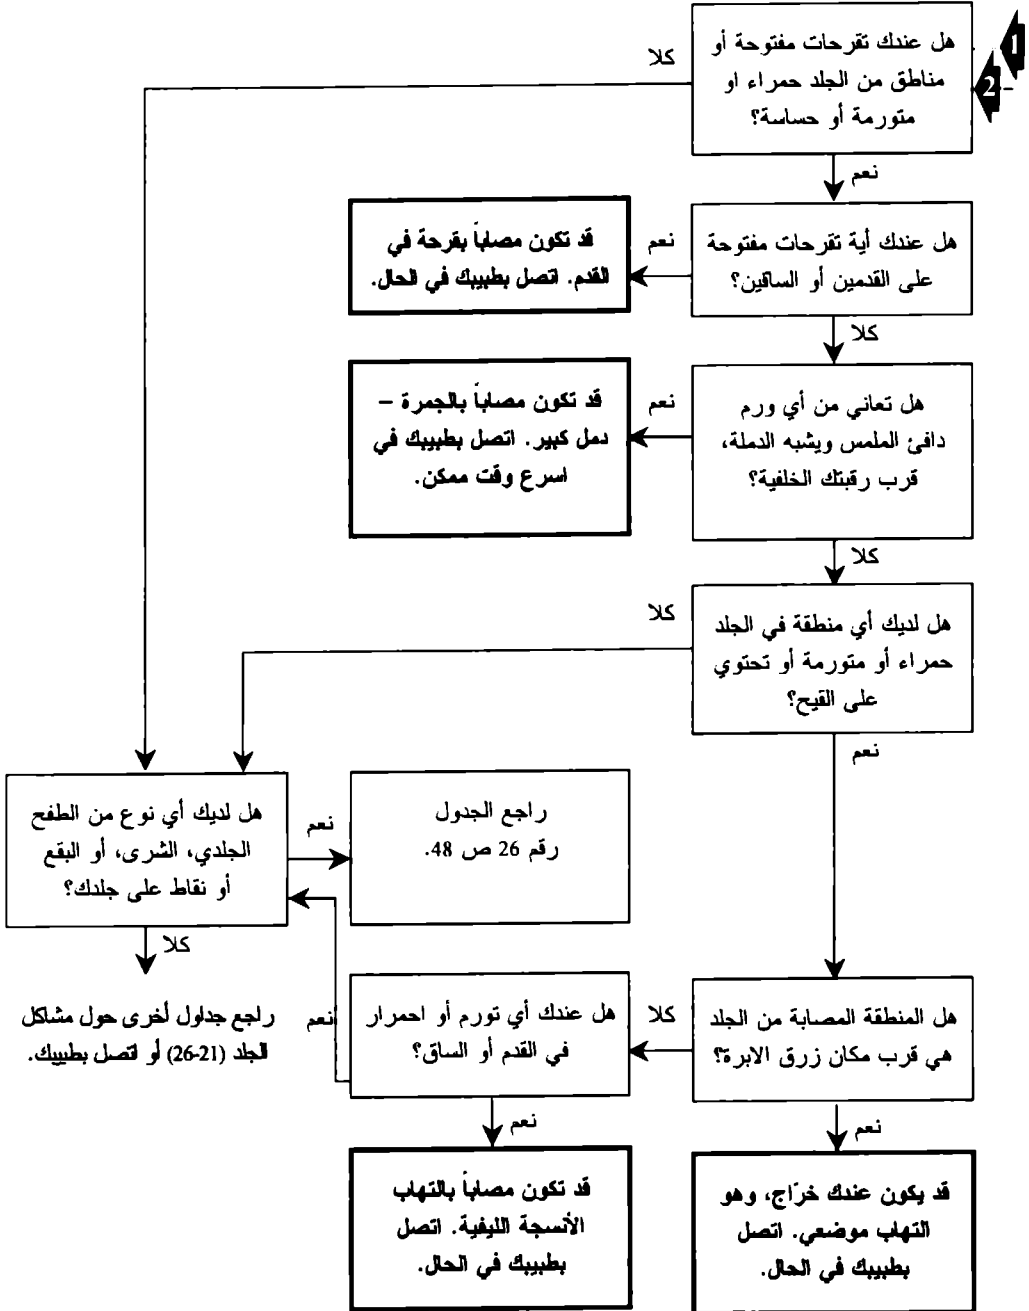 هل عندك تقرحات مفتوحة أو
مناطق من الجلد حمراء او
متورمة أو حساسة؟
1
2
كلا
نعم
هل عندك أية تقرحات مفتوحة
على القدمين أو الساقين؟
نعم
قد تكون مصاباً بقرحة في
القدم. اتصل بطبيبك في الحال.
كلا
هل تعاني من أي ورم
دافئ الملمس ويشبه الدملة،
قرب رقبتك الخلفية؟
نعم
قد تكون مصاباً بالجمرة –
دمل كبير. اتصل بطبيبك في
اسرع وقت ممكن.
كلا
هل لديك أي منطقة في الجلد
حمراء أو متورمة أو تحتوي
على القيح؟
كلا
نعم
هل لديك أي نوع من الطفح
الجلدي، الشرى، أو البقع
أو نقاط على جلدك؟
نعم
راجع الجدول
رقم 26 ص 48.
كلا
راجع جداول أخرى حول مشاكل
الجلد (21-26) أو اتصل بطبيبك.
هل المنطقة المصابة من الجلد
هي قرب مكان زرق الابرة؟
كلا
هل عندك أي تورم أو احمرار
في القدم أو الساق؟
نعم
نعم
قد تكون مصاباً بالتهاب
الأنسجة الليفية. اتصل
بطبيبك في الحال.
نعم
قد يكون عندك خرّاج، وهو
التهاب موضعي. اتصل
بطبيبك في الحال.